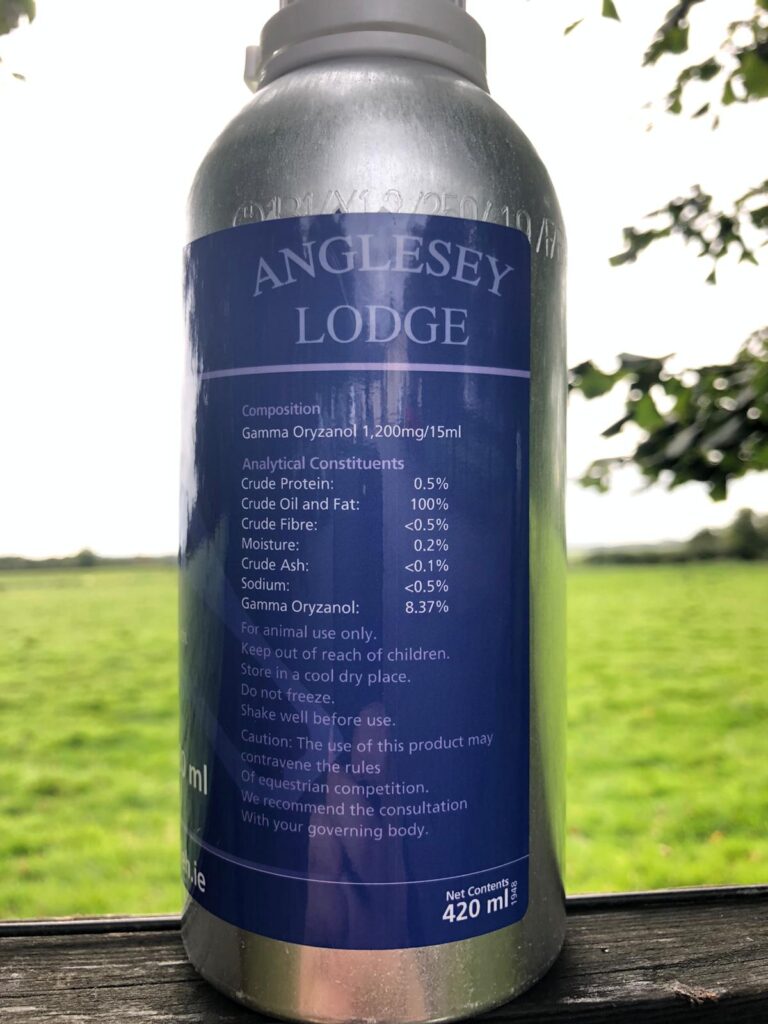 ANGLESEY
LODGE
Composition
Gamma Oryzanol 1,200mg/15ml
Analytical Constituents
Crude Protein: 0.5%
Crude Oil and Fat: 100%
Crude Fibre: <0.5%
Moisture: 0.2%
Crude Ash: <0.1%
Sodium: <0.5%
Gamma Oryzanol: 8.37%
For animal use only.
Keep out of reach of children.
Store in a cool dry place.
Do not freeze.
Shake well before use.
Caution: The use of this product may
contravene the rules
Of equestrian competition.
We recommend the consultation
With your governing body.
ml
Net Contents
420 ml
1948